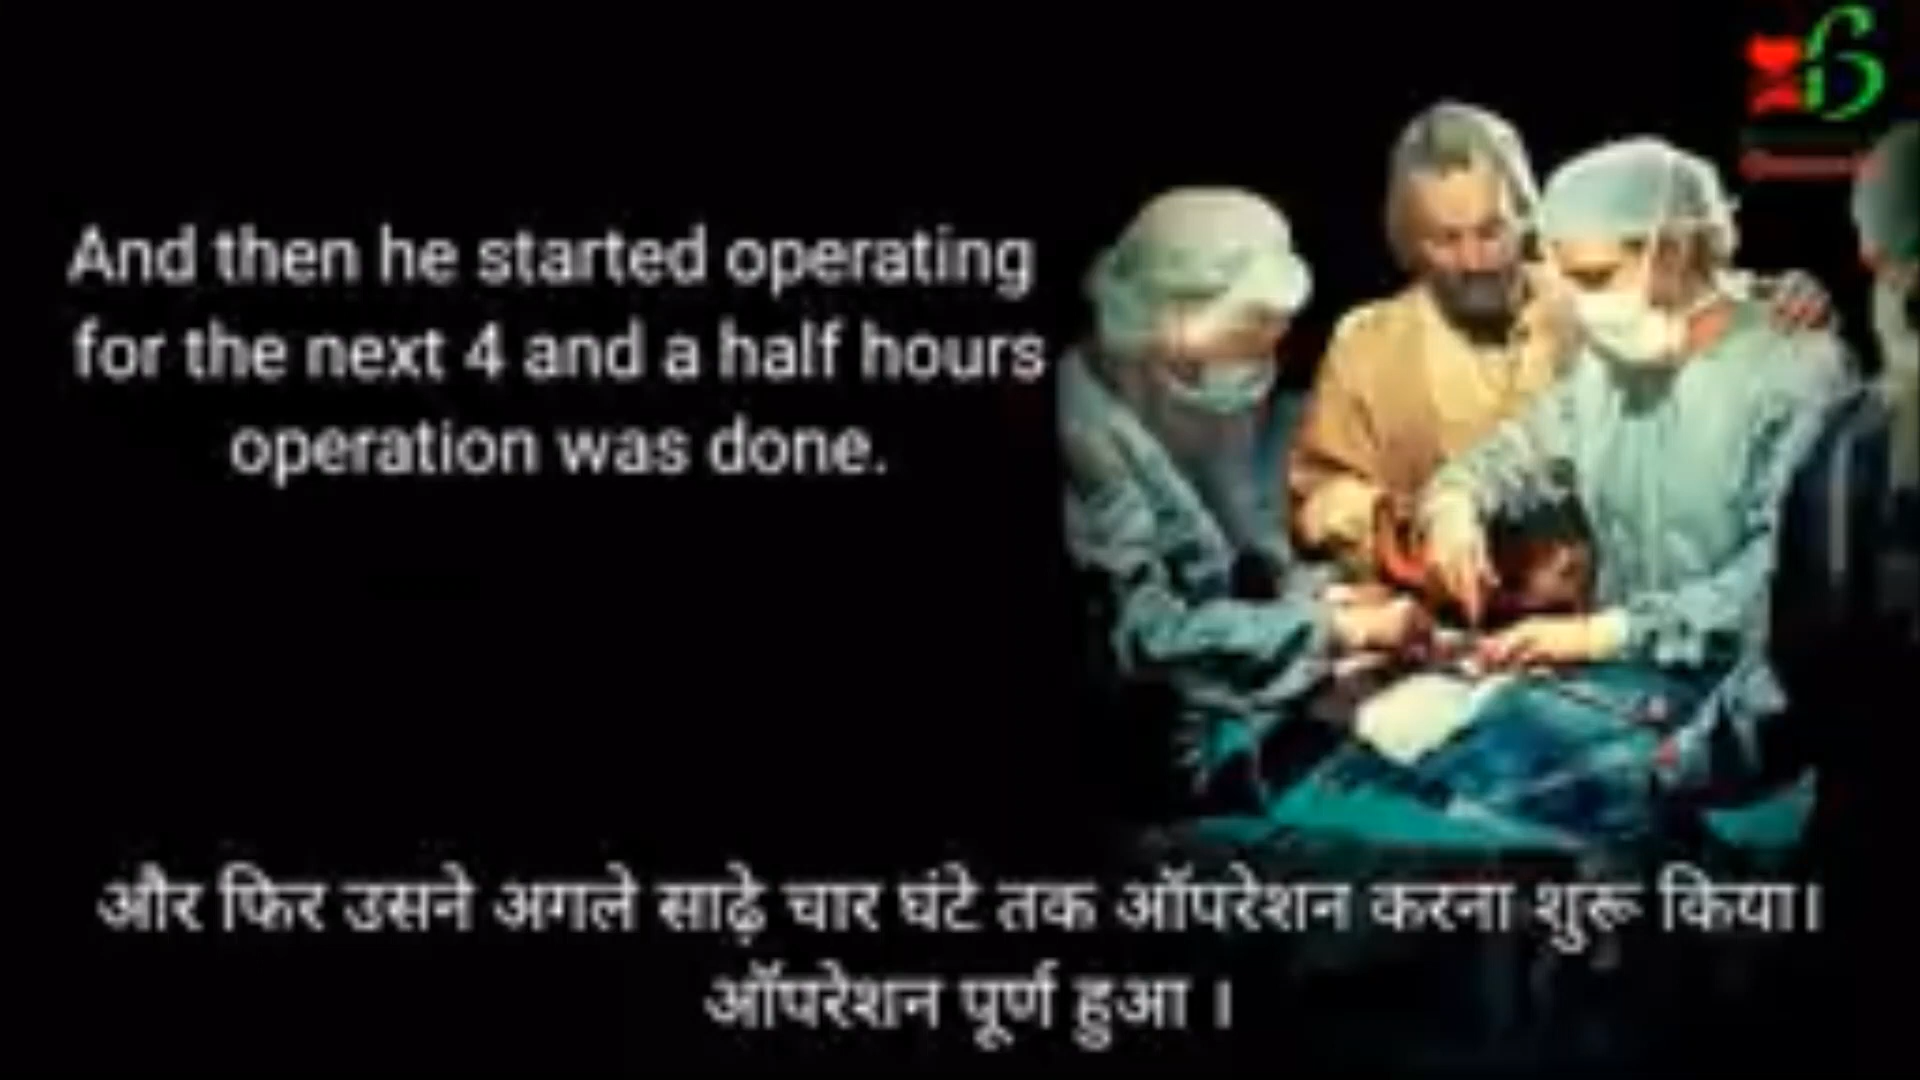 And then he started operating
for the next 4 and a half hours
operation was done.
और फिर उसने अगले साढ़े चार घंटे तक ऑपरेशन करना शुरू किया।
ऑपरेशन पूर्ण हुआ ।